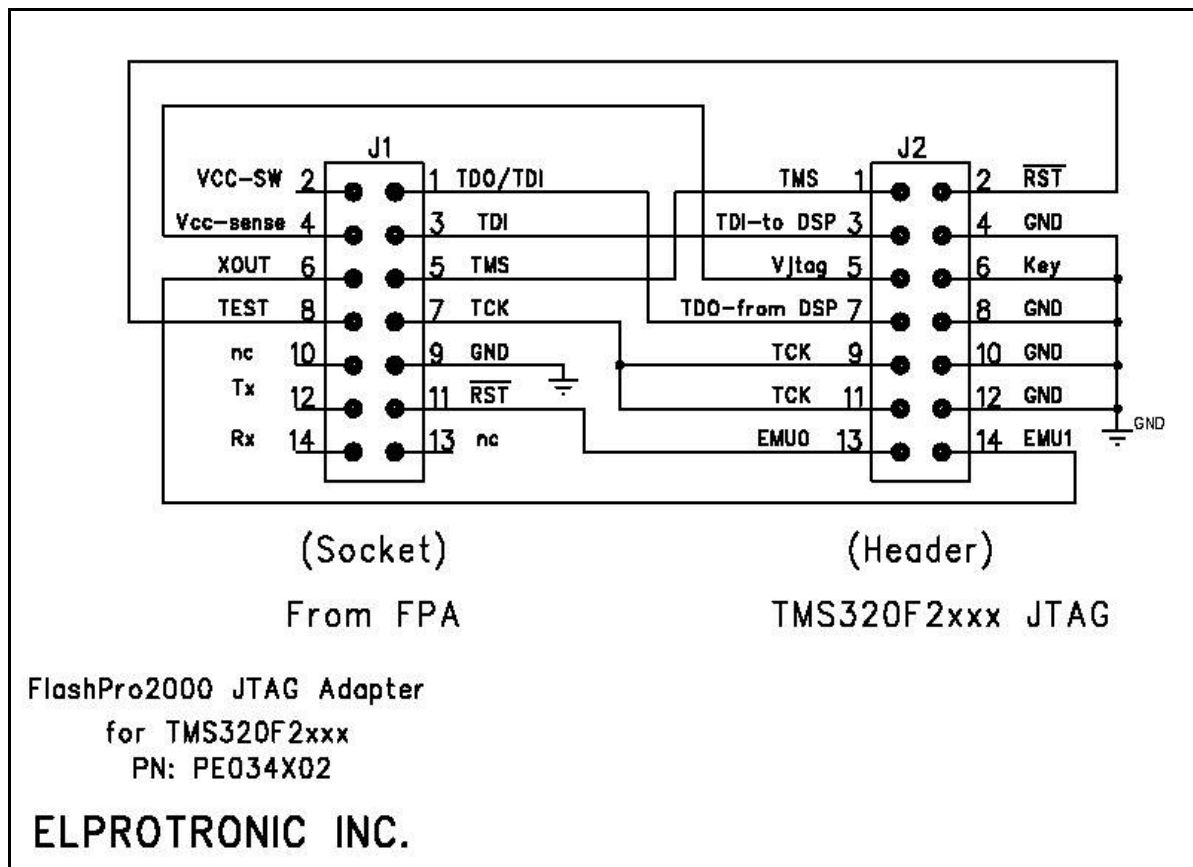 J1 J2
VCC-SW 2 1 TDO/TDI TMS 1 2 RST
Vcc-sense 4 3 TDI TDI-to DSP 3 4 GND
XOUT 6 5 TMS Vjtag 5 6 Key
TEST 8 7 TCK TDO-from DSP 7 8 GND
nc 10 9 GND TCK 9 10 GND
Tx 12 11 RST TCK 11 12 GND
GND
Rx 14 13 nc EMU0 13 14 EMU1
(Socket) (Header)
From FPA TMS320F2xxx JTAG
FlashPro2000 JTAG Adapter
for TMS320F2xxx
PN: PE034X02
ELPROTRONIC INC.